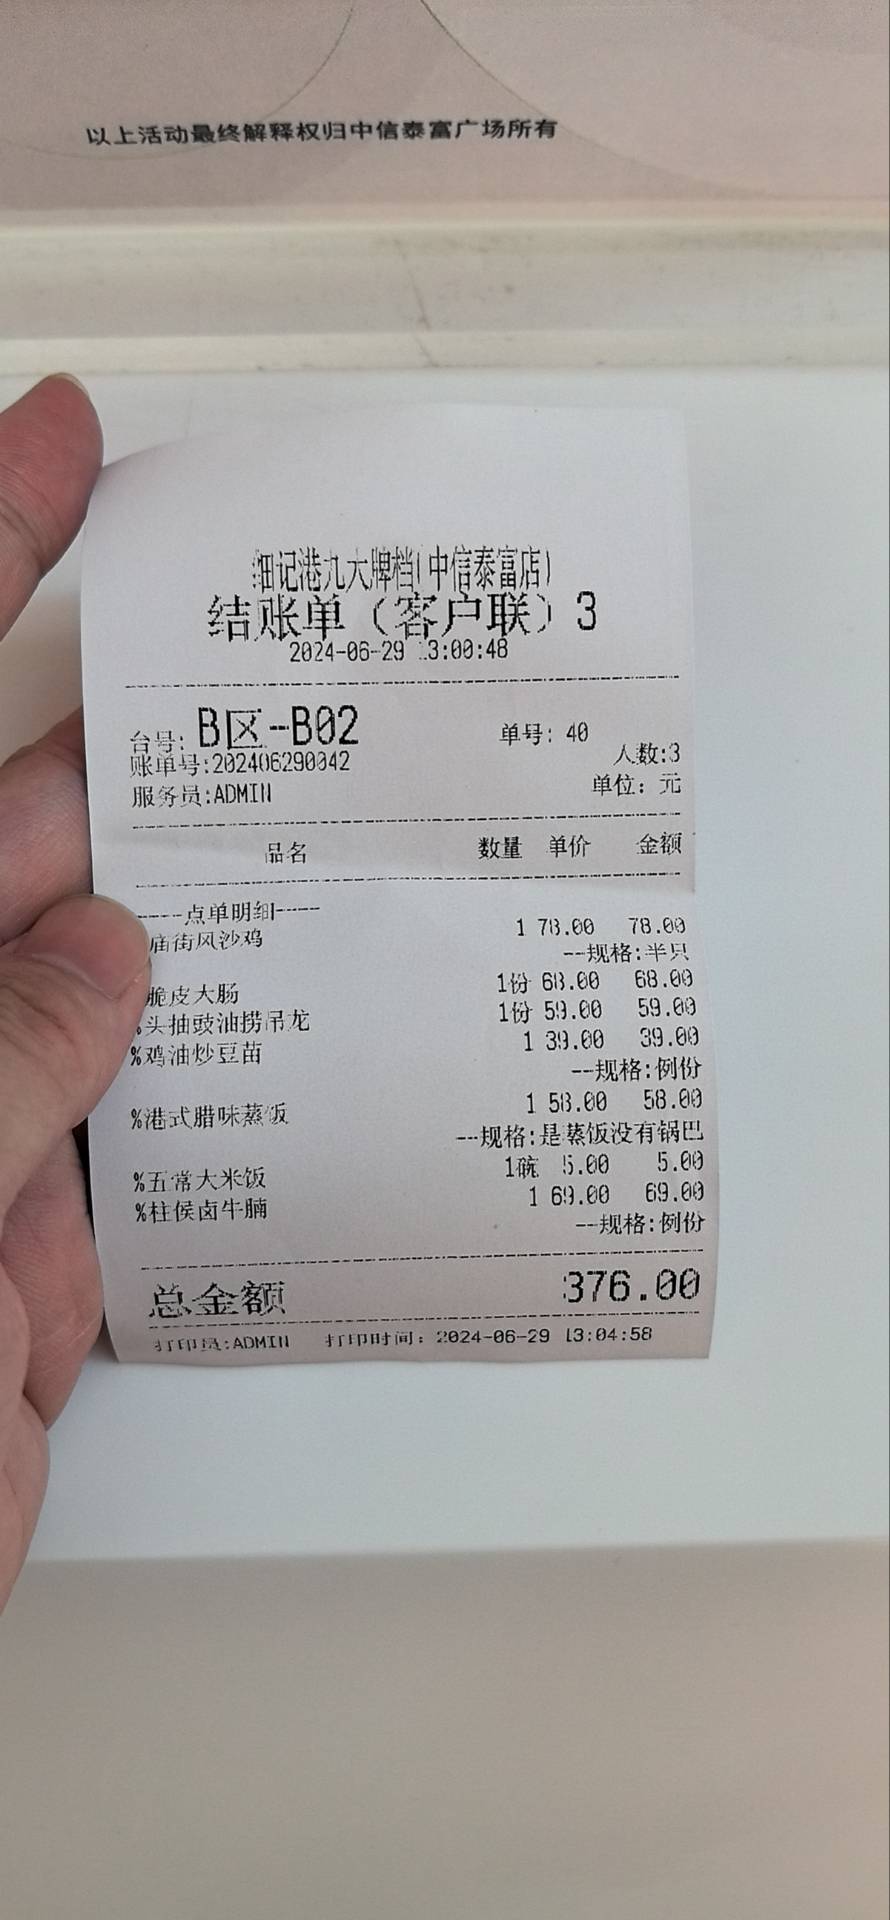 以上活动最终解释权归中信泰富广场所有
细记港九大牌档(中信泰富店)
结账单（客户联）3
2024-06-29 13:00:48
台号: B区-B02 单号: 40
人数:3
账单号:202406290042
单位: 元
服务员:ADMIN
品名 数量 单价 金额
----点单明细----
庙街风沙鸡 1 78.00 78.00
--规格:半只
脆皮大肠 1份 68.00 68.00
%头抽豉油捞吊龙 1份 59.00 59.00
%鸡油炒豆苗 1 39.00 39.00
--规格:例份
%港式腊味蒸饭 1 58.00 58.00
--规格:是蒸饭没有锅巴
%五常大米饭 1碗 5.00 5.00
%柱侯卤牛腩 1 69.00 69.00
--规格:例份
总金额 376.00
打印员:ADMIN 打印时间: 2024-06-29 13:04:58